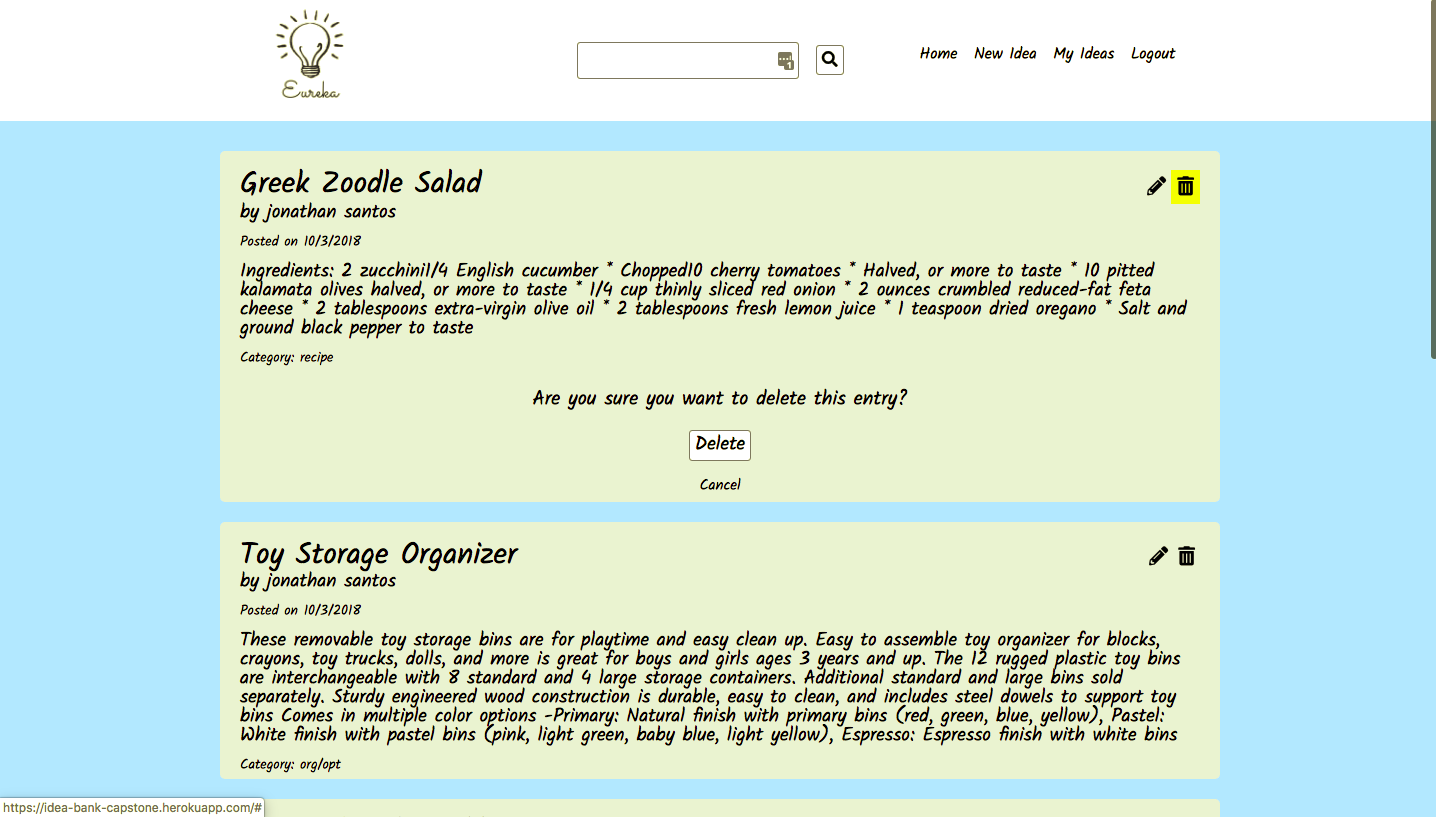 Eureka
1
Home New Idea My Ideas Logout
Greek Zoodle Salad
by jonathan santos
Posted on 10/3/2018
Ingredients: 2 zucchini1/4 English cucumber * Chopped10 cherry tomatoes * Halved, or more to taste * 10 pitted
kalamata olives halved, or more to taste * 1/4 cup thinly sliced red onion * 2 ounces crumbled reduced-fat feta
cheese * 2 tablespoons extra-virgin olive oil * 2 tablespoons fresh lemon juice * 1 teaspoon dried oregano * Salt and
ground black pepper to taste
Category: recipe
Are you sure you want to delete this entry?
Delete
Cancel
Toy Storage Organizer
by jonathan santos
Posted on 10/3/2018
These removable toy storage bins are for playtime and easy clean up. Easy to assemble toy organizer for blocks,
crayons, toy trucks, dolls, and more is great for boys and girls ages 3 years and up. The 12 rugged plastic toy bins
are interchangeable with 8 standard and 4 large storage containers. Additional standard and large bins sold
separately. Sturdy engineered wood construction is durable, easy to clean, and includes steel dowels to support toy
bins Comes in multiple color options -Primary: Natural finish with primary bins (red, green, blue, yellow), Pastel:
White finish with pastel bins (pink, light green, baby blue, light yellow), Espresso: Espresso finish with white bins
Category: org/opt
https://idea-bank-capstone.herokuapp.com/#